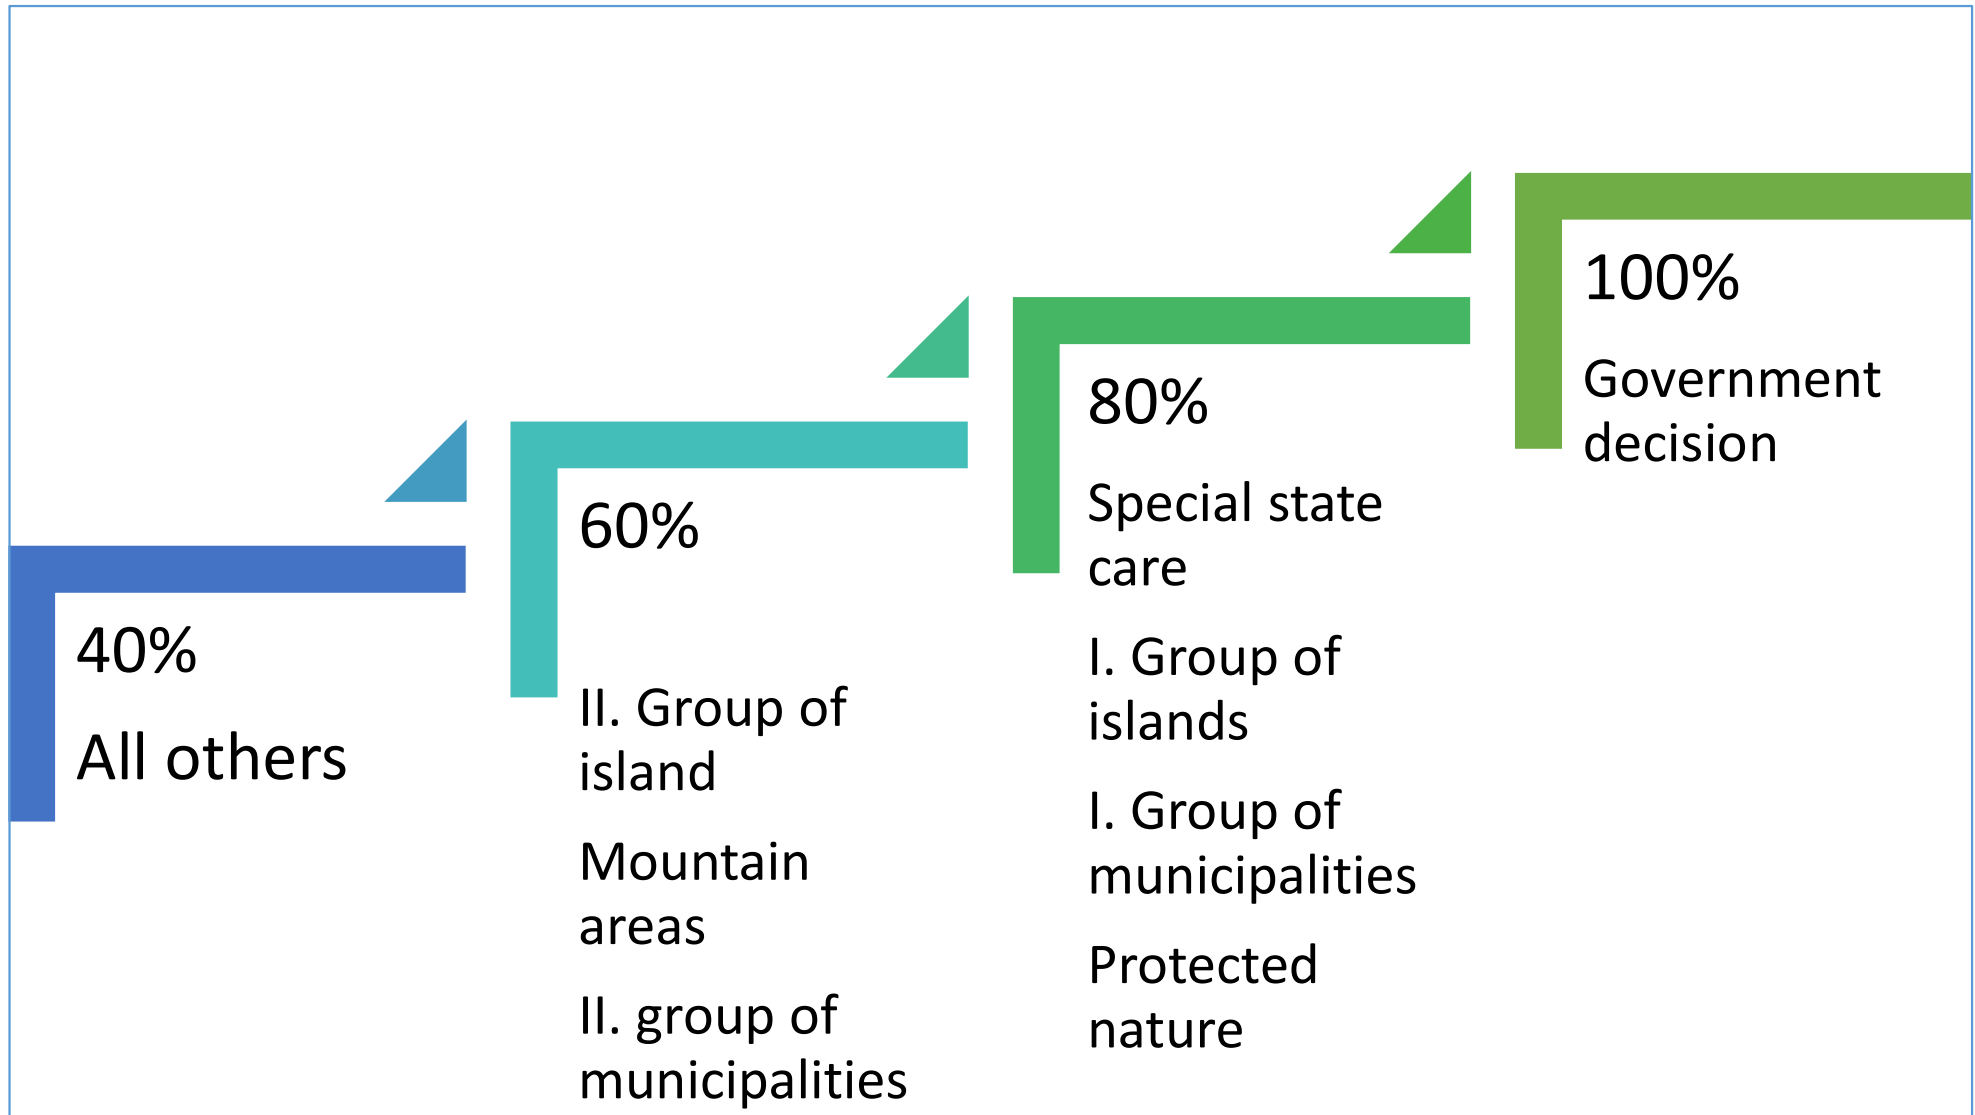 40%
All others
60%
II. Group of
island
Mountain
areas
II. group of
municipalities
80%
Special state
care
I. Group of
islands
I. Group of
municipalities
Protected
nature
100%
Government
decision